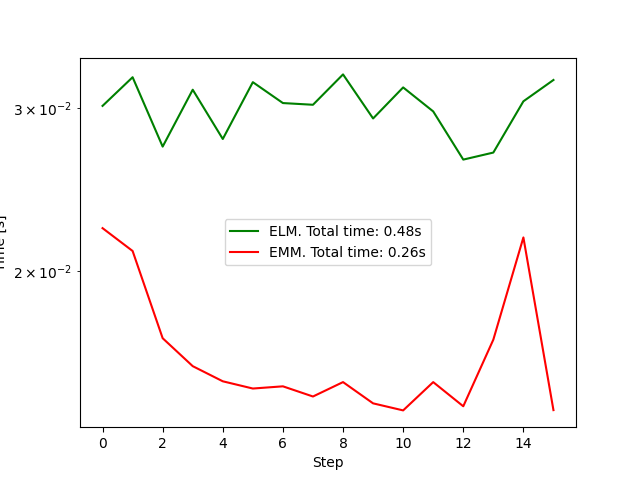 3 × 10⁻²
2 × 10⁻²
Time [s]
ELM. Total time: 0.48s
EMM. Total time: 0.26s
0 2 4 6 8 10 12 14
Step